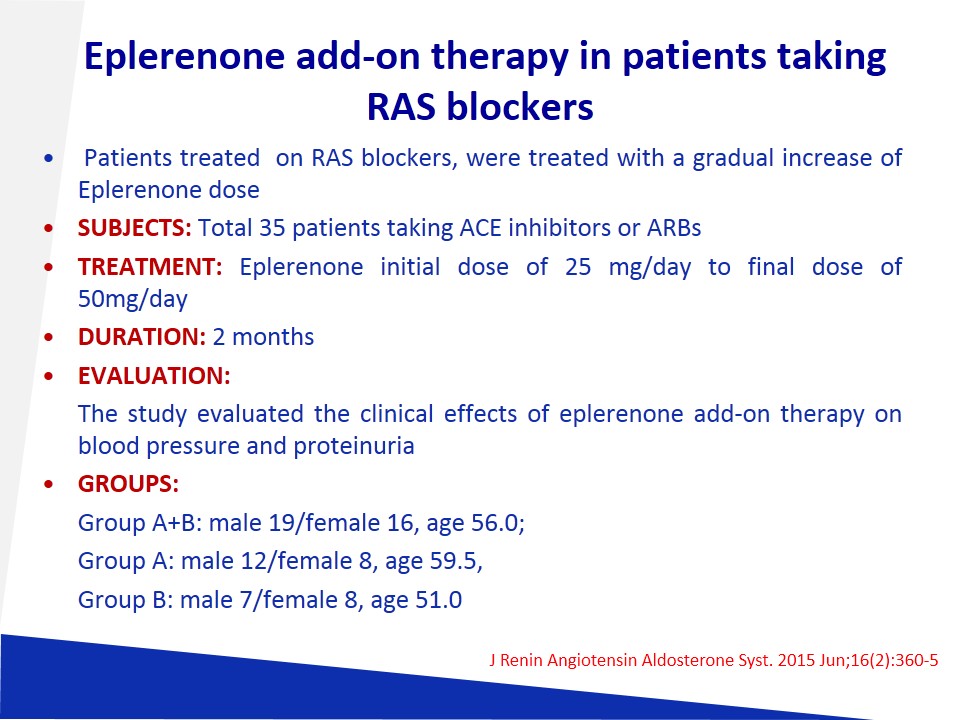 Eplerenone add-on therapy in patients taking
RAS blockers
• Patients treated on RAS blockers, were treated with a gradual increase of
Eplerenone dose
• SUBJECTS: Total 35 patients taking ACE inhibitors or ARBs
• TREATMENT: Eplerenone initial dose of 25 mg/day to final dose of
50mg/day
• DURATION: 2 months
• EVALUATION:
The study evaluated the clinical effects of eplerenone add-on therapy on
blood pressure and proteinuria
• GROUPS:
Group A+B: male 19/female 16, age 56.0;
Group A: male 12/female 8, age 59.5,
Group B: male 7/female 8, age 51.0
J Renin Angiotensin Aldosterone Syst. 2015 Jun;16(2):360-5